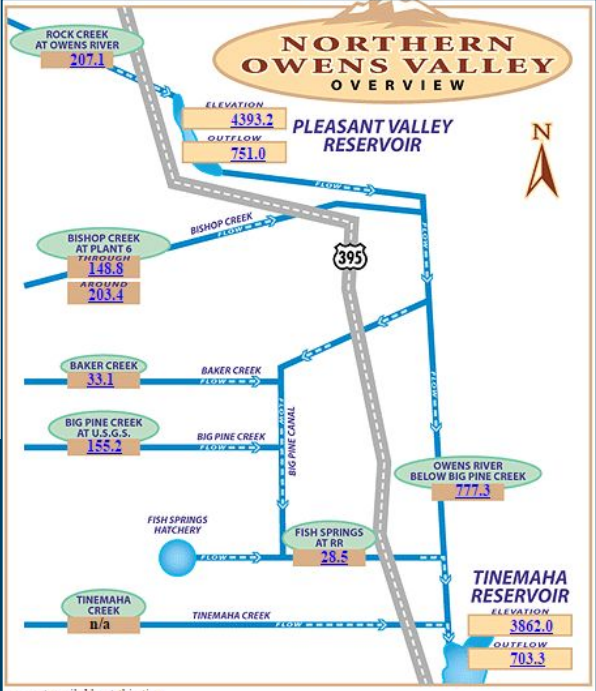 NORTHERN
OWENS VALLEY
OVERVIEW
ROCK CREEK
AT OWENS RIVER
207.1
ELEVATION
4393.2
OUTFLOW
751.0
PLEASANT VALLEY
RESERVOIR
N
FLOW
BISHOP CREEK
FLOW
FLOW
BISHOP CREEK
AT PLANT 6
THROUGH
148.8
AROUND
203.4
395
BAKER CREEK
33.1
BAKER CREEK
FLOW
FLOW
BIG PINE CREEK
AT U.S.G.S.
155.2
BIG PINE CREEK
FLOW
FLOW
BIG PINE CANAL
OWENS RIVER
BELOW BIG PINE CREEK
777.3
FISH SPRINGS
HATCHERY
FLOW
FISH SPRINGS
AT RR
28.5
TINEMAHA
CREEK
n/a
TINEMAHA CREEK
FLOW
TINEMAHA
RESERVOIR
ELEVATION
3862.0
OUTFLOW
703.3